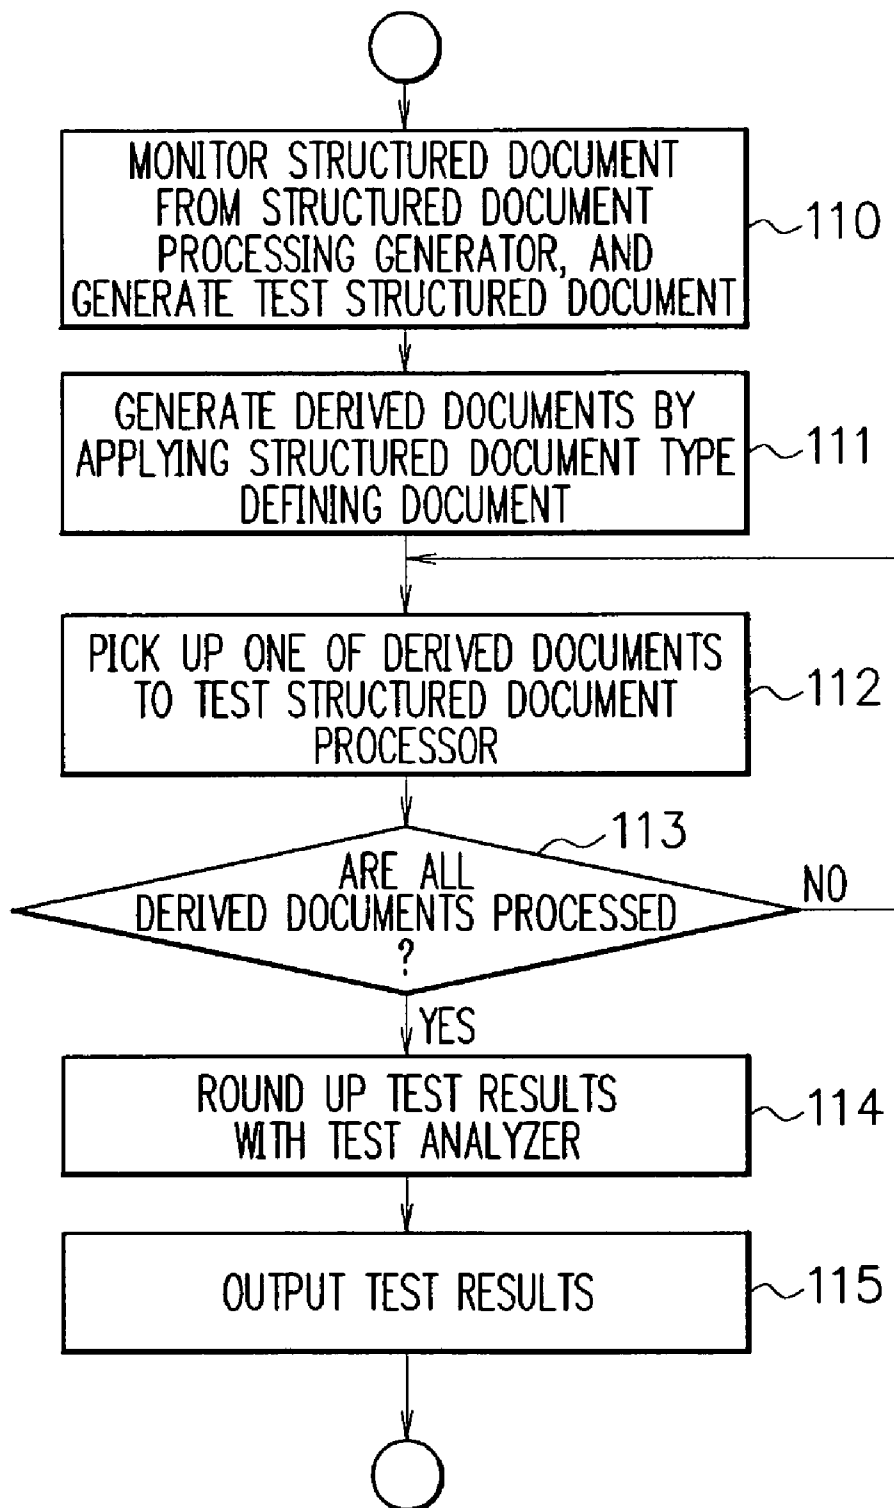 MONITOR STRUCTURED DOCUMENT
FROM STRUCTURED DOCUMENT
PROCESSING GENERATOR, AND
GENERATE TEST STRUCTURED DOCUMENT
110
GENERATE DERIVED DOCUMENTS BY
APPLYING STRUCTURED DOCUMENT TYPE
DEFINING DOCUMENT
111
PICK UP ONE OF DERIVED DOCUMENTS
TO TEST STRUCTURED DOCUMENT
PROCESSOR
112
113
ARE ALL
DERIVED DOCUMENTS PROCESSED
?
NO
YES
ROUND UP TEST RESULTS
WITH TEST ANALYZER
114
OUTPUT TEST RESULTS
115